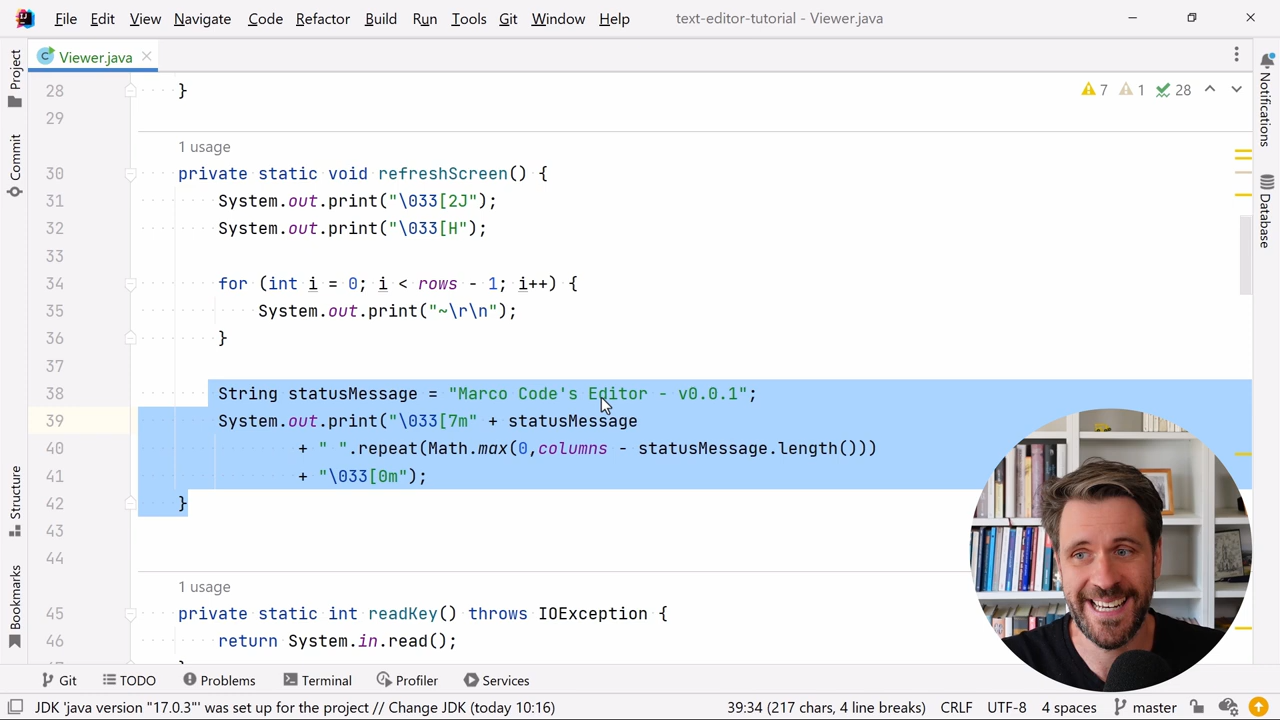 File Edit View Navigate Code Refactor Build Run Tools Git Window Help text-editor-tutorial - Viewer.java
Viewer.java
7 1 28
Project
Commit
Structure
Bookmarks
Notifications
Database
28 }
29
1 usage
30 private static void refreshScreen() {
31 System.out.print("\033[2J");
32 System.out.print("\033[H");
33
34 for (int i = 0; i < rows - 1; i++) {
35 System.out.print("~\r\n");
36 }
37
38 String statusMessage = "Marco Code's Editor - v0.0.1";
39 System.out.print("\033[7m" + statusMessage
40 + " ".repeat(Math.max(0,columns - statusMessage.length()))
41 + "\033[0m");
42 }
43
44
1 usage
45 private static int readKey() throws IOException {
46 return System.in.read();
Git TODO Problems Terminal Profiler Services
JDK 'java version "17.0.3"' was set up for the project // Change JDK (today 10:16) 39:34 (217 chars, 4 line breaks) CRLF UTF-8 4 spaces master